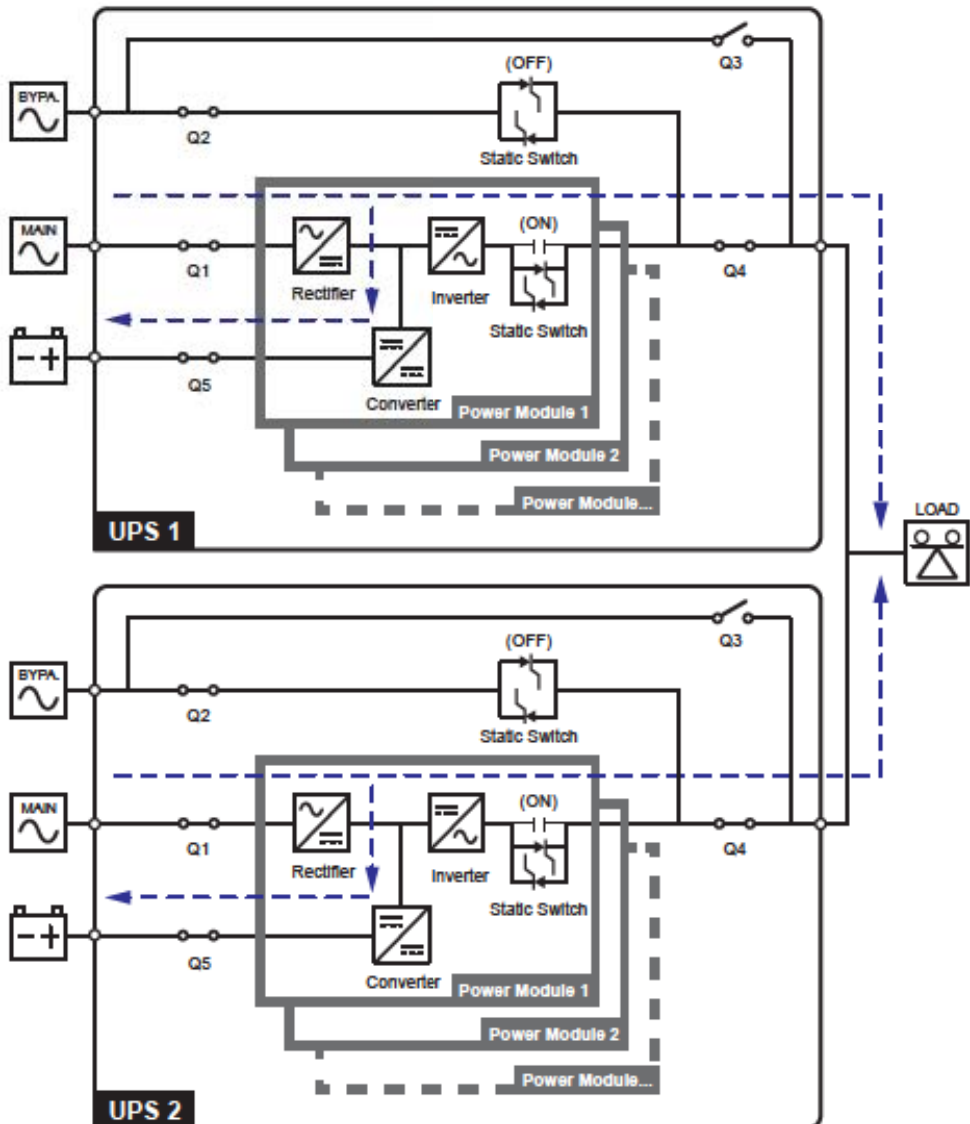 Q3
(OFF)
BYPA.
Q2
Static Switch
MAIN
(ON)
Q1
Rectifier
Inverter
Q4
Static Switch
Q5
Converter
Power Module 1
Power Module 2
Power Module...
UPS 1
LOAD
Q3
(OFF)
BYPA.
Q2
Static Switch
MAIN
(ON)
Q1
Rectifier
Inverter
Q4
Static Switch
Q5
Converter
Power Module 1
Power Module 2
Power Module...
UPS 2